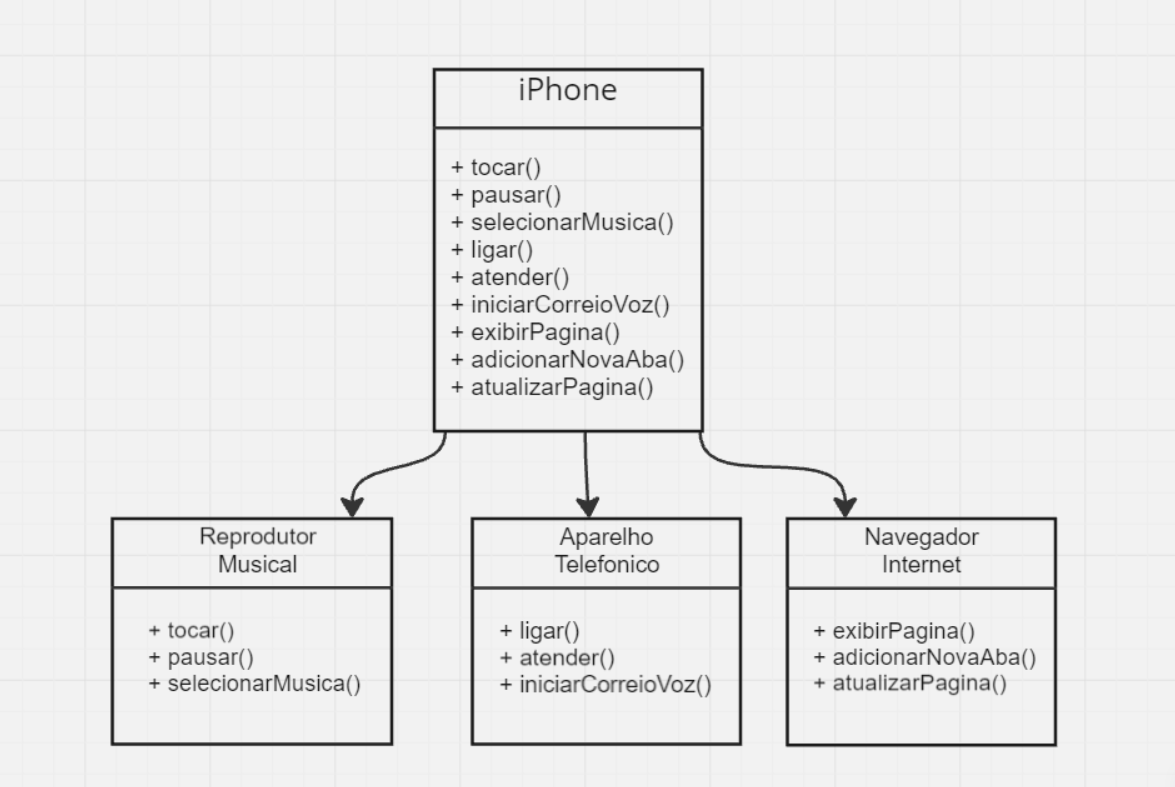 iPhone
+ tocar()
+ pausar()
+ selecionarMusica()
+ ligar()
+ atender()
+ iniciarCorreioVoz()
+ exibirPagina()
+ adicionarNovaAba()
+ atualizarPagina()
Reprodutor
Musical
+ tocar()
+ pausar()
+ selecionarMusica()
Aparelho
Telefonico
+ ligar()
+ atender()
+ iniciarCorreioVoz()
Navegador
Internet
+ exibirPagina()
+ adicionarNovaAba()
+ atualizarPagina()